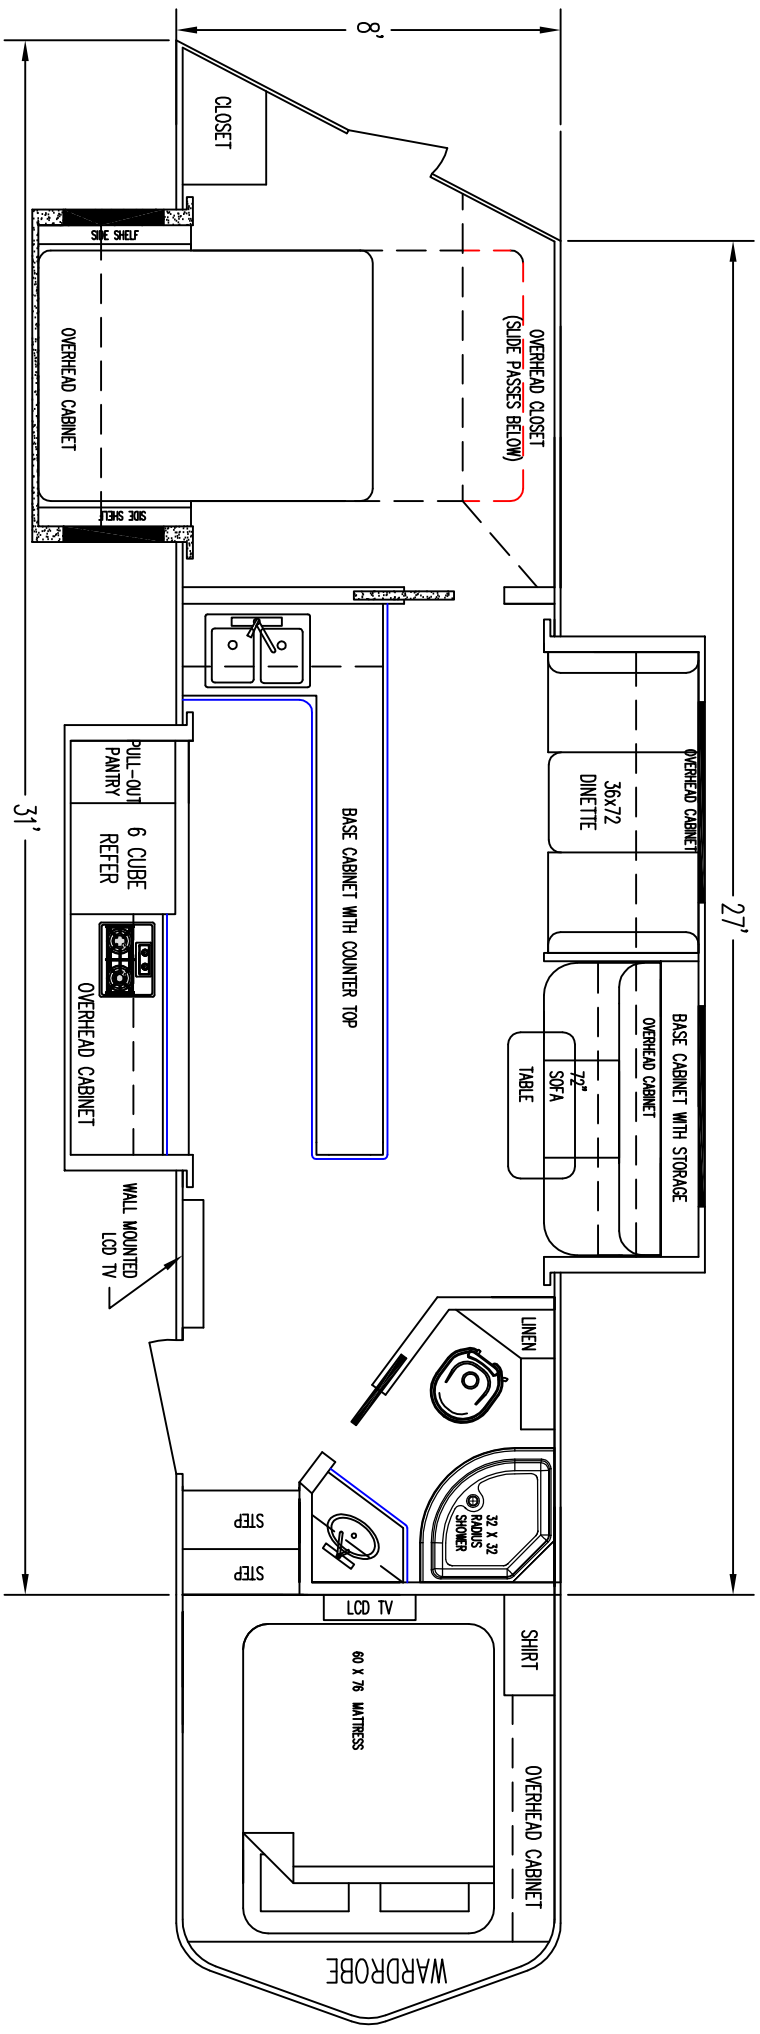 8'
CLOSET
SIDE SHELF
OVERHEAD CABINET
SIDE SHELF
OVERHEAD CLOSET
(SLIDE PASSES BELOW)
31'
27'
PULL-OUT
PANTRY
6 CUBE
REFER
OVERHEAD CABINET
BASE CABINET WITH COUNTER TOP
OVERHEAD CABINET
36x72
DINETTE
BASE CABINET WITH STORAGE
OVERHEAD CABINET
72"
SOFA
TABLE
WALL MOUNTED
LCD TV
LINEN
32 X 32
RADIUS
SHOWER
STEP
STEP
LCD TV
SHIRT
60 X 76 MATTRESS
OVERHEAD CABINET
WARDROBE